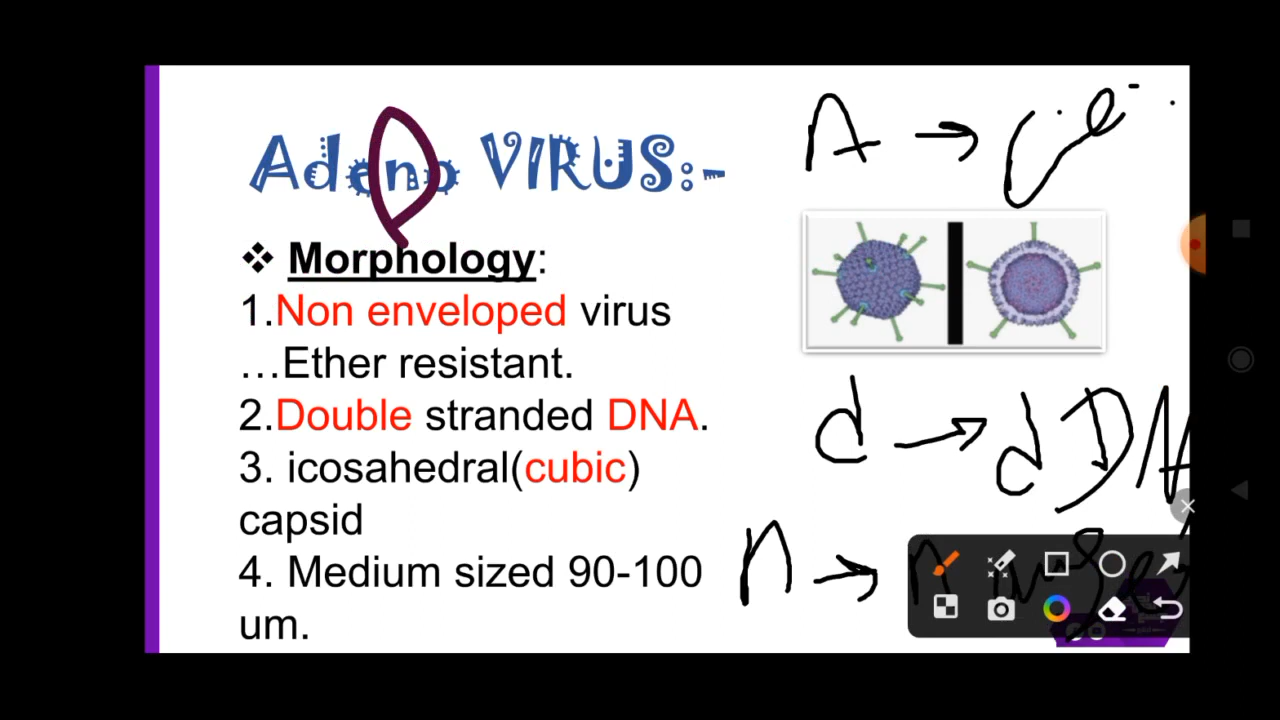 Adeno VIRUS:-
A →
❖ Morphology:
1.Non enveloped virus
...Ether resistant.
2.Double stranded DNA.
d → dDNA
3. icosahedral(cubic)
capsid
4. Medium sized 90-100
um.
n → n